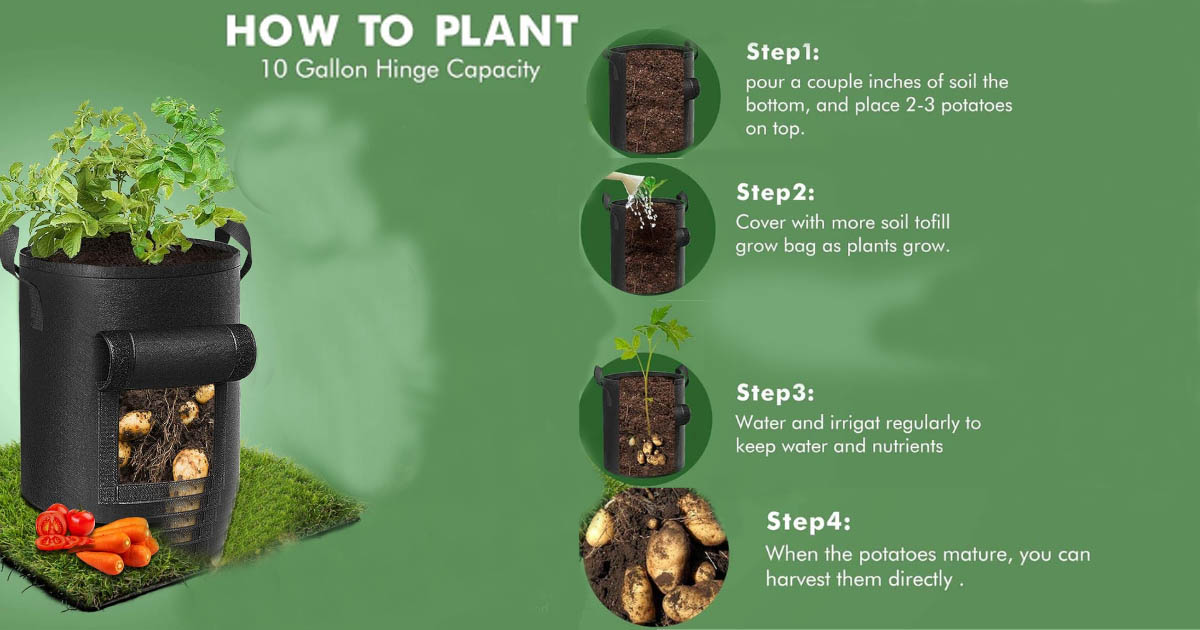 HOW TO PLANT
10 Gallon Hinge Capacity
Step1:
pour a couple inches of soil the
bottom, and place 2-3 potatoes
on top.
Step2:
Cover with more soil tofill
grow bag as plants grow.
Step3:
Water and irrigat regularly to
keep water and nutrients
Step4:
When the potatoes mature, you can
harvest them directly .